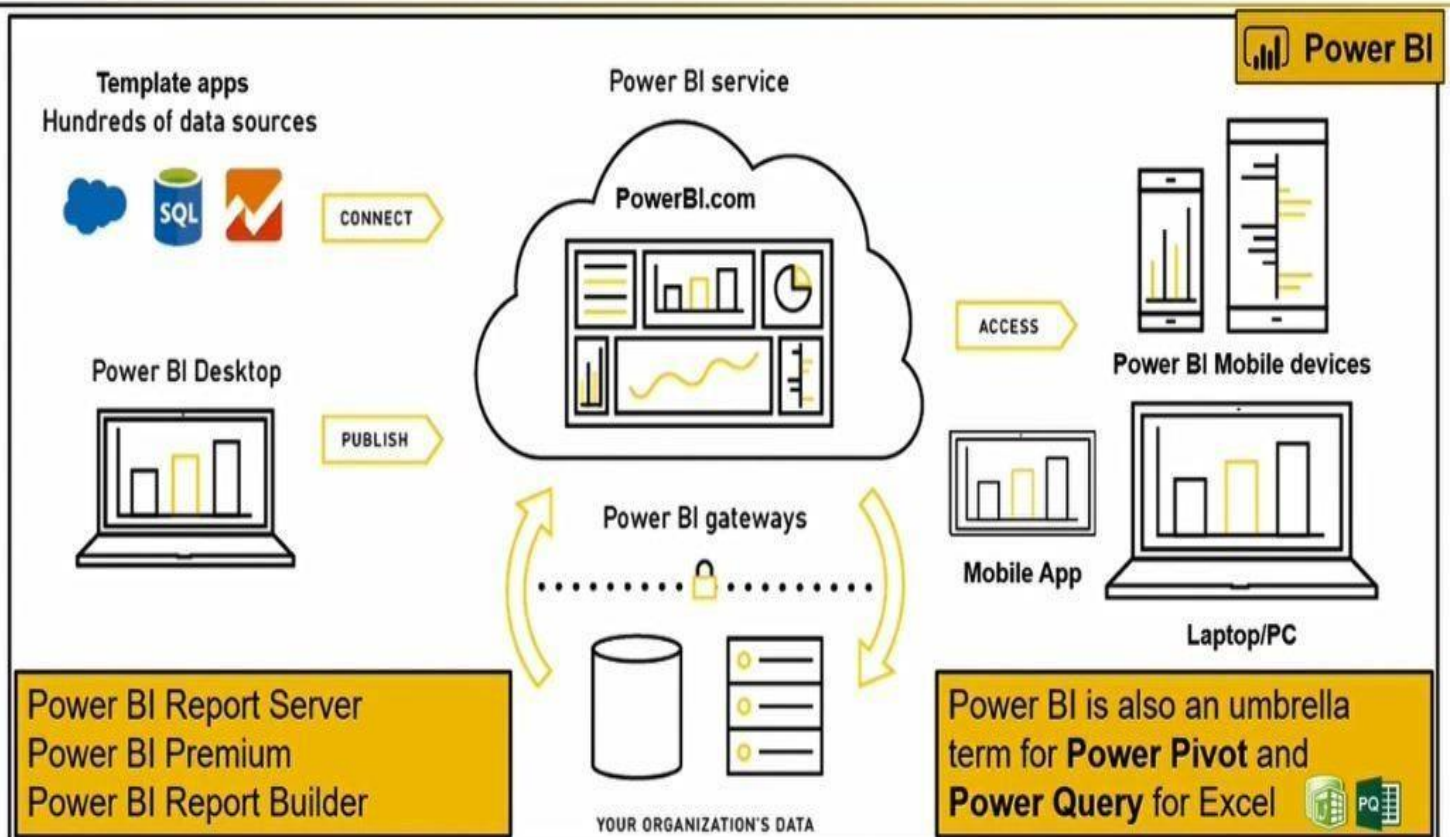 Power BI
Template apps
Hundreds of data sources
SQL
CONNECT
Power BI service
PowerBI.com
ACCESS
Power BI Mobile devices
Power BI Desktop
PUBLISH
Power BI gateways
Mobile App
Laptop/PC
YOUR ORGANIZATION'S DATA
Power BI Report Server
Power BI Premium
Power BI Report Builder
Power BI is also an umbrella
term for Power Pivot and
Power Query for Excel
PQ